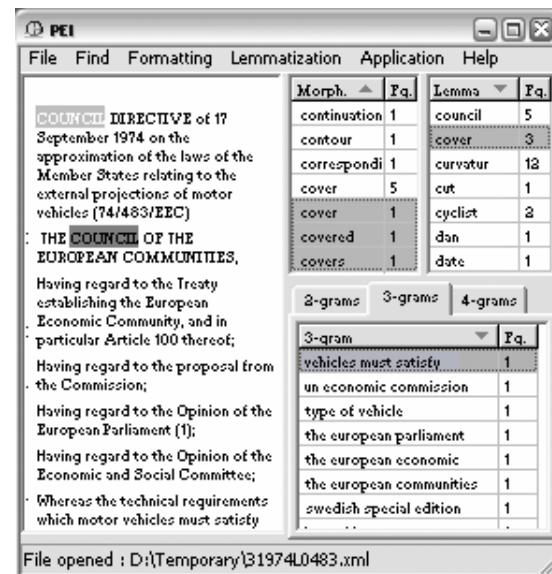 PEI
File Find Formatting Lemmatization Application Help
COUNCIL DIRECTIVE of 17
September 1974 on the
approximation of the laws of the
Member States relating to the
external projections of motor
vehicles (74/483/EEC)
THE COUNCIL OF THE
EUROPEAN COMMUNITIES,
Having regard to the Treaty
establishing the European
Economic Community, and in
particular Article 100 thereof;
Having regard to the proposal from
the Commission;
Having regard to the Opinion of the
European Parliament (1);
Having regard to the Opinion of the
Economic and Social Committee;
Whereas the technical requirements
which motor vehicles must satisfy
Morph. Fq.
continuation 1
contour 1
correspondi 1
cover 5
cover 1
covered 1
covers 1
Lemma Fq.
council 5
cover 3
curvatur 12
cut 1
cyclist 2
dan 1
date 1
2-grams 3-grams 4-grams
3-gram Fq.
vehicles must satisfy 1
un economic commission 1
type of vehicle 1
the european parliament 1
the european economic 1
the european communities 1
swedish special edition 1
File opened : D:\Temporary\31974L0483.xml